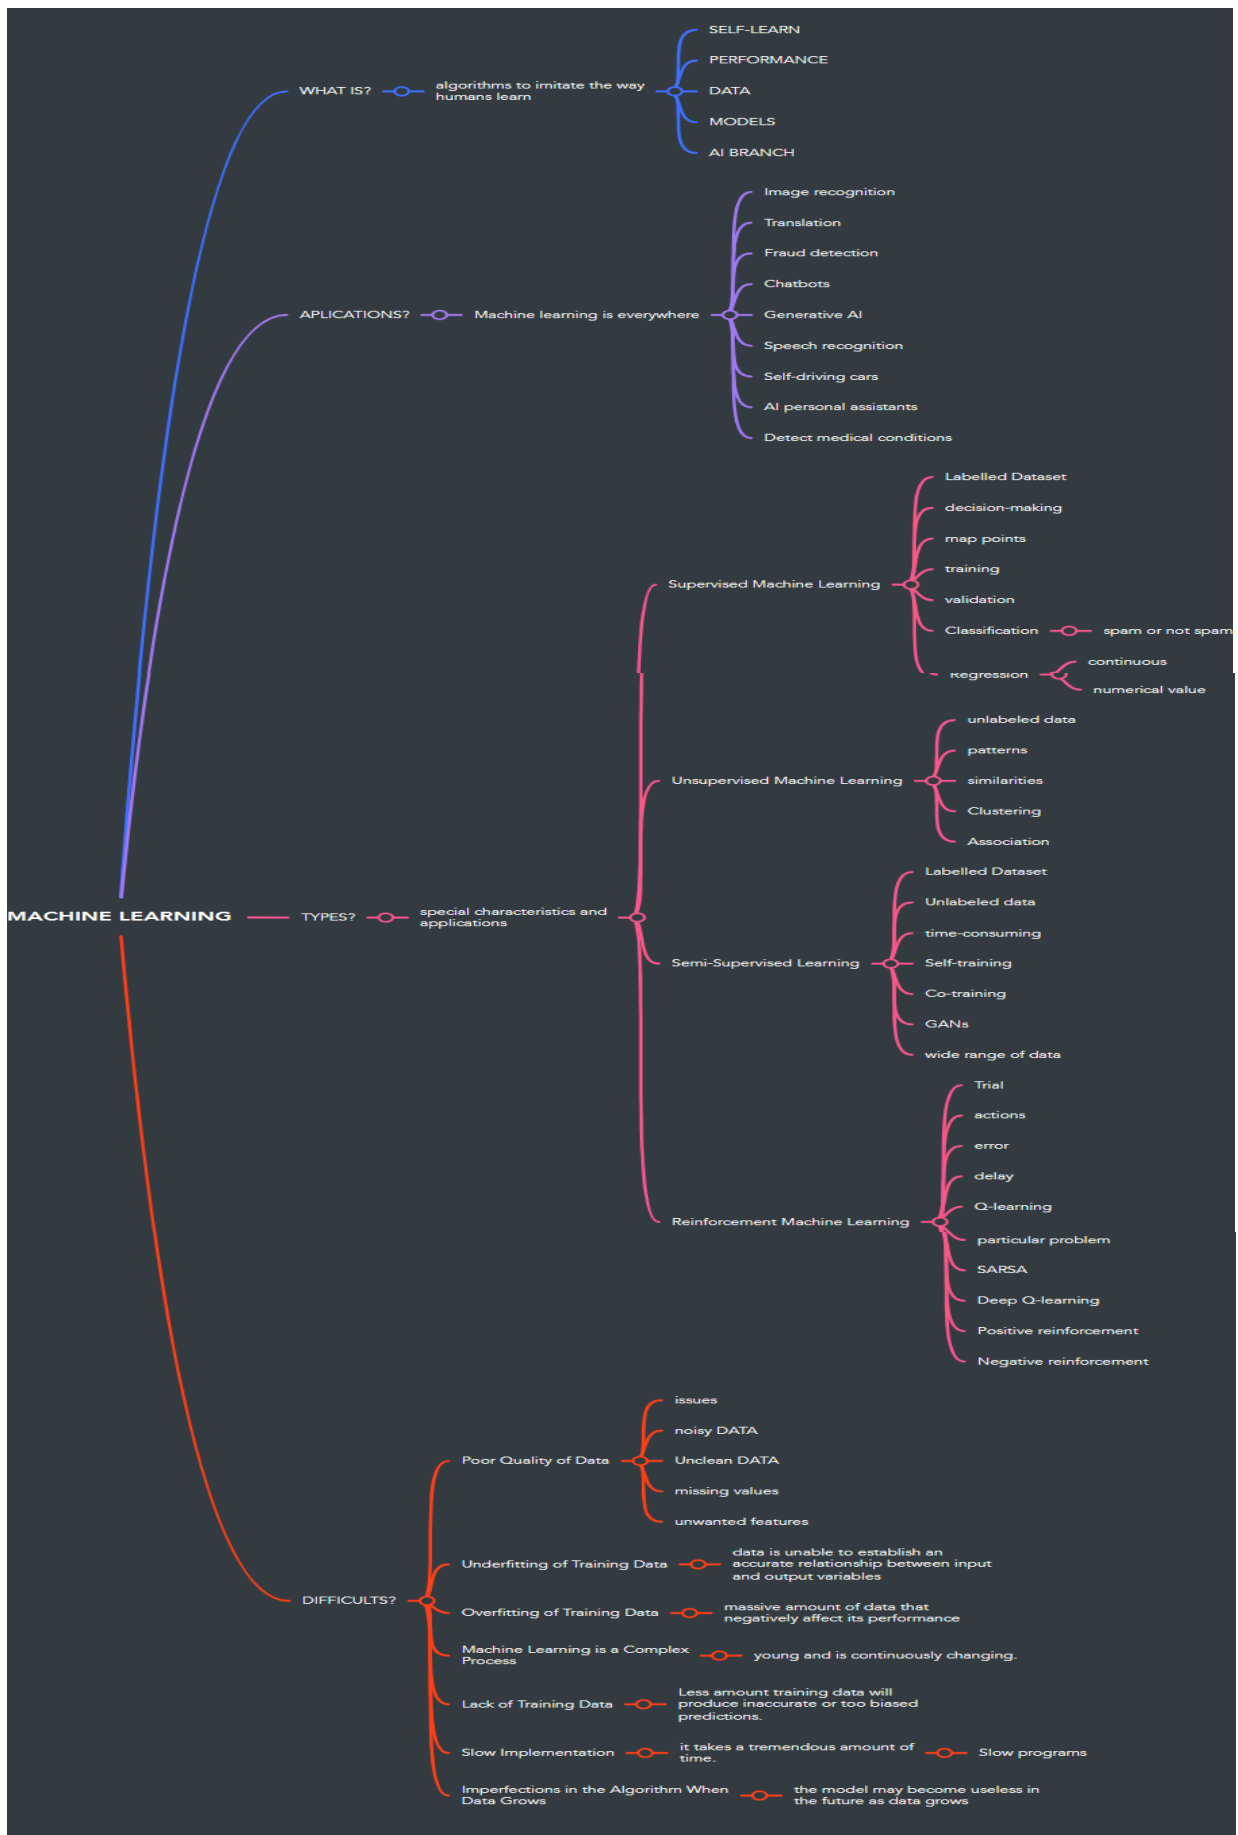 SELF-LEARN
PERFORMANCE
WHAT IS?
algorithms to imitate the way
humans learn
DATA
MODELS
AI BRANCH
Image recognition
Translation
Fraud detection
Chatbots
APLICATIONS?
Machine learning is everywhere
Generative AI
Speech recognition
Self-driving cars
AI personal assistants
Detect medical conditions
Labelled Dataset
decision-making
map points
training
Supervised Machine Learning
validation
Classification
spam or not spam
Regression
continuous
numerical value
unlabeled data
patterns
Unsupervised Machine Learning
similarities
Clustering
Association
MACHINE LEARNING
TYPES?
special characteristics and
applications
Labelled Dataset
Unlabeled data
time-consuming
Semi-Supervised Learning
Self-training
Co-training
GANs
wide range of data
Trial
actions
error
delay
Q-learning
Reinforcement Machine Learning
particular problem
SARSA
Deep Q-learning
Positive reinforcement
Negative reinforcement
issues
noisy DATA
Poor Quality of Data
Unclean DATA
missing values
unwanted features
Underfitting of Training Data
data is unable to establish an
accurate relationship between input
and output variables
DIFFICULTS?
Overfitting of Training Data
massive amount of data that
negatively affect its performance
Machine Learning is a Complex
Process
young and is continuously changing.
Lack of Training Data
Less amount training data will
produce inaccurate or too biased
predictions.
Slow Implementation
it takes a tremendous amount of
time.
Slow programs
Imperfections in the Algorithm When
Data Grows
the model may become useless in
the future as data grows